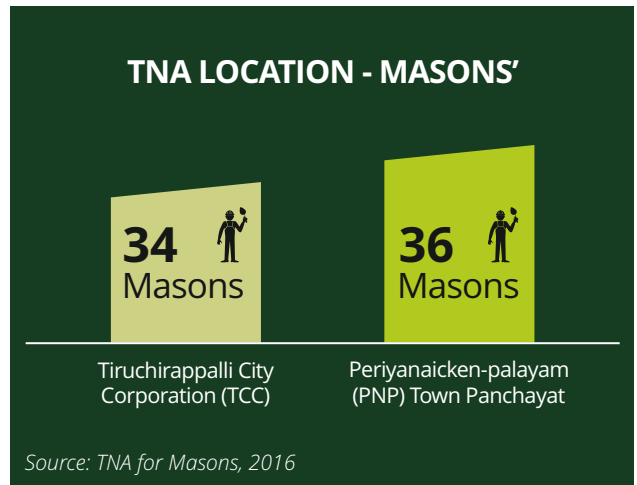 TNA LOCATION - MASONS’
34
Masons
36
Masons
Tiruchirappalli City
Corporation (TCC)
Periyanaicken-palayam
(PNP) Town Panchayat
Source: TNA for Masons, 2016